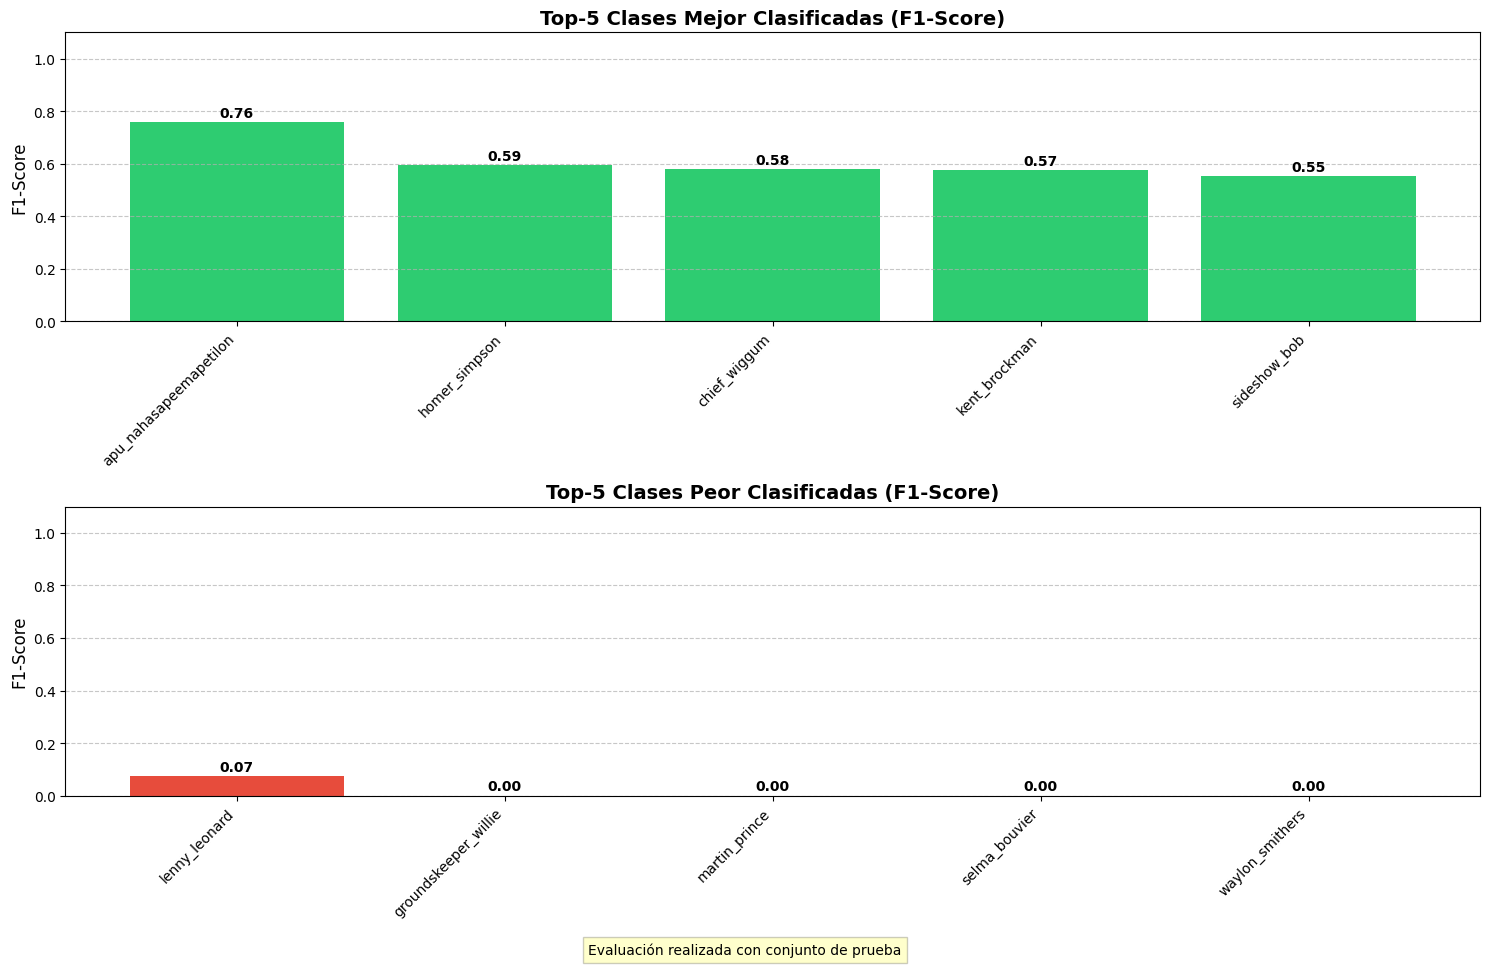 Top-5 Clases Mejor Clasificadas (F1-Score)
F1-Score
1.0
0.8
0.6
0.4
0.2
0.0
0.76
0.59
0.58
0.57
0.55
apu_nahasapeemapetilon
homer_simpson
chief_wiggum
kent_brockman
sideshow_bob
Top-5 Clases Peor Clasificadas (F1-Score)
F1-Score
1.0
0.8
0.6
0.4
0.2
0.0
0.07
0.00
0.00
0.00
0.00
lenny_leonard
groundskeeper_willie
martin_prince
selma_bouvier
waylon_smithers
Evaluación realizada con conjunto de prueba